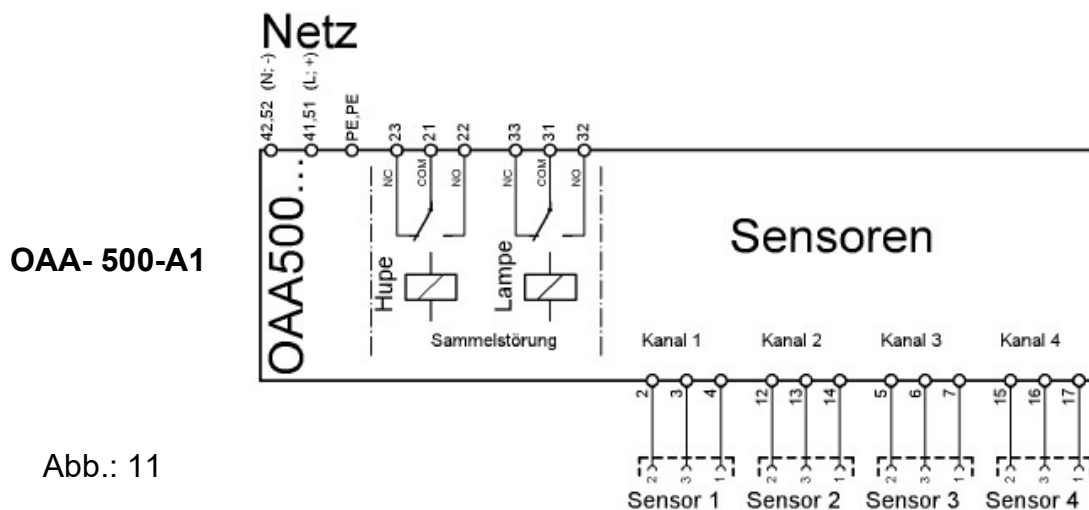 Netz
42,52 (N; -)
41,51 (L; +)
PE,PE
23
21
22
33
31
32
NC
COM
NO
NC
COM
NO
OAA500...
OAA- 500-A1
Hupe
Lampe
Sammelstörung
Sensoren
Kanal 1 Kanal 2 Kanal 3 Kanal 4
2 3 4 12 13 14 5 6 7 15 16 17
2 3 1 2 3 1 2 3 1 2 3 1
Sensor 1 Sensor 2 Sensor 3 Sensor 4
Abb.: 11